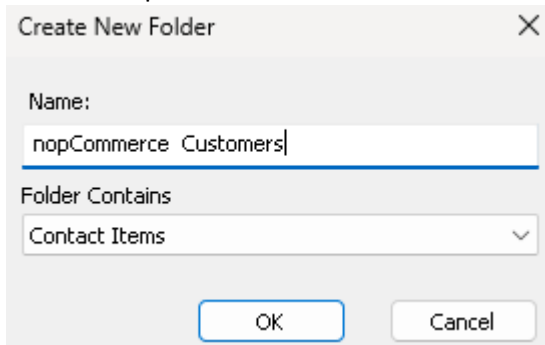 Create New Folder
Name:
nopCommerce  Customers
Folder Contains
Contact Items
OK
Cancel